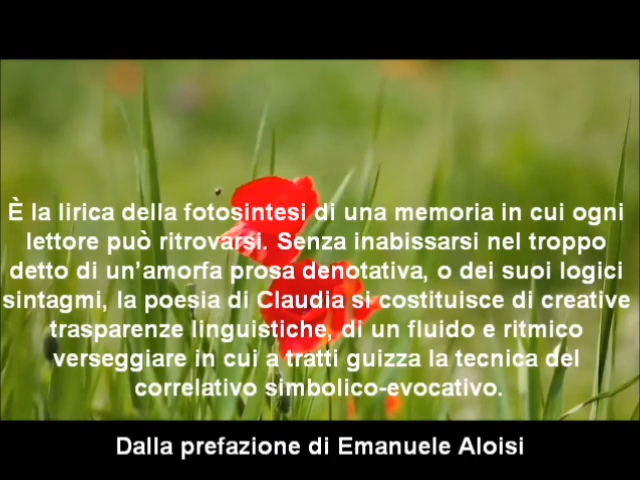 È la lirica della fotosintesi di una memoria in cui ogni
lettore può ritrovarsi. Senza inabissarsi nel troppo
detto di un'amorfa prosa denotativa, o dei suoi logici
sintagmi, la poesia di Claudia si costituisce di creative
trasparenze linguistiche, di un fluido e ritmico
verseggiare in cui a tratti guizza la tecnica del
correlativo simbolico-evocativo.
Dalla prefazione di Emanuele Aloisi